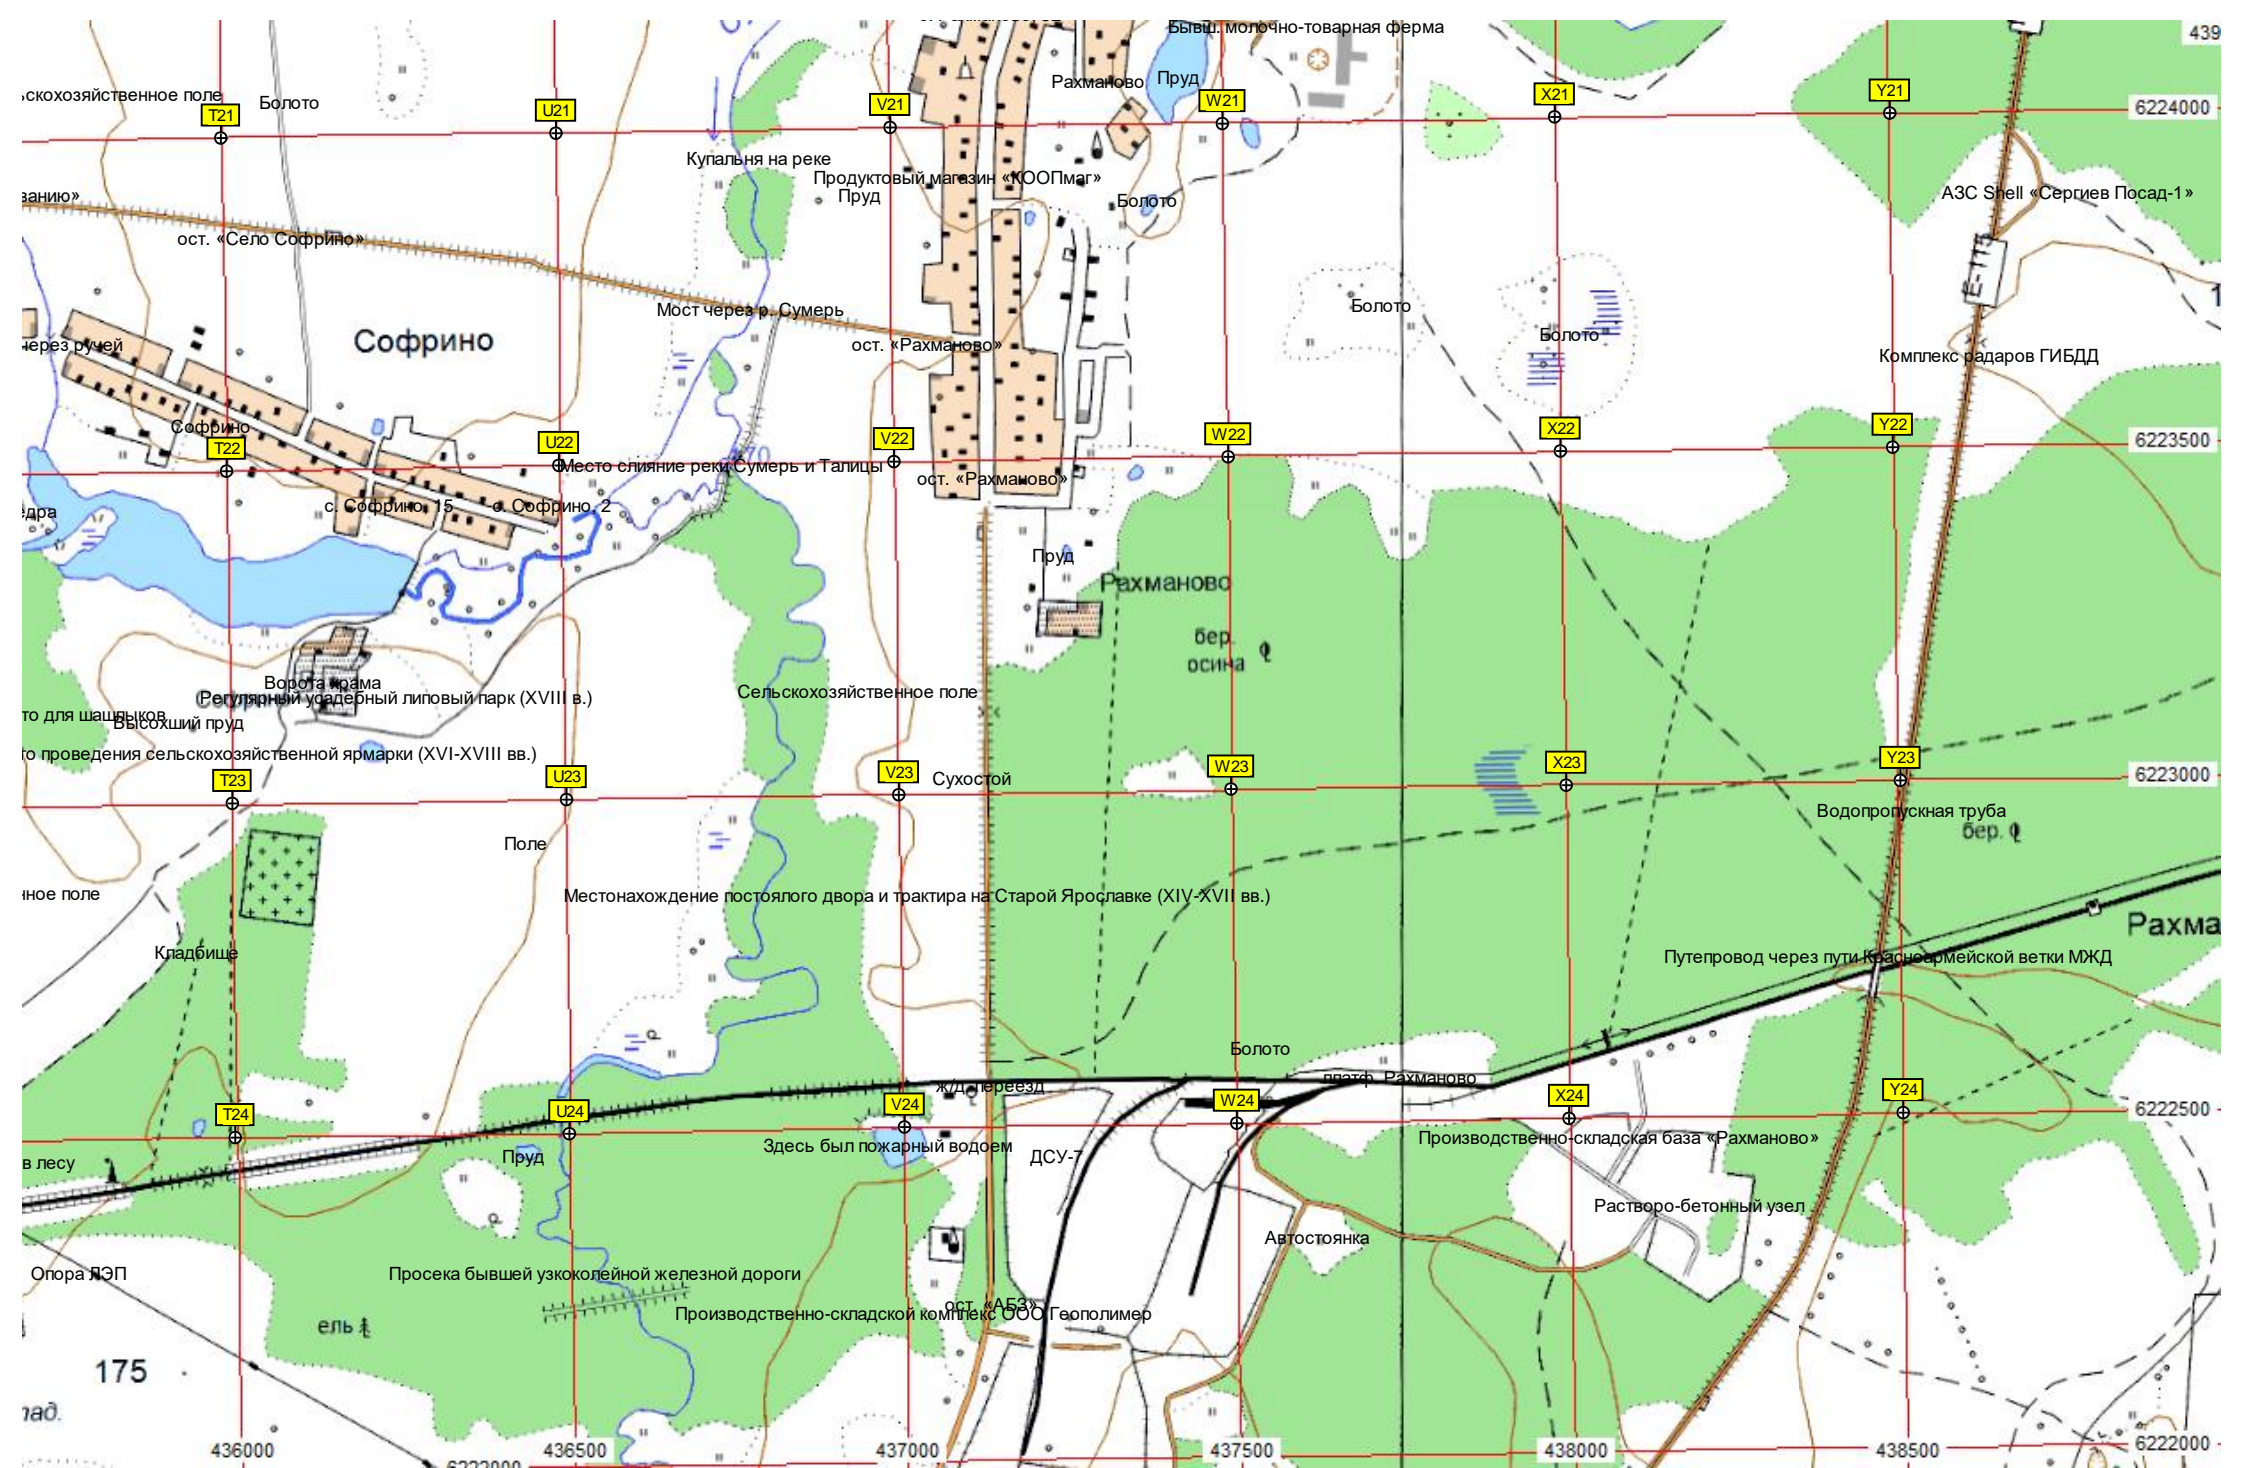 Бывш. молочно-товарная ферма
439
Рахманово
Пруд
Болото
T21
U21
V21
W21
X21
Y21
6224000
Купальня на реке
Продуктовый магазин «КООПмаг»
Пруд
Болото
АЗС Shell «Сергиев Посад-1»
ост. «Село Софрино»
E-115
Мост через р. Сумерь
Болото
Болото
Софрино
ост. «Рахманово»
через ручей
Комплекс радаров ГИБДД
Софрино
T22
U22
V22
W22
X22
Y22
6223500
Место слияние реки Сумерь и Талицы
170
ост. «Рахманово»
с. Софрино, 15
с. Софрино, 2
Пруд
Рахманово
бер.
осина
Ворота храма
Регулярный усадебный липовый парк (XVIII в.)
Сельскохозяйственное поле
то для шашлыков
Высохший пруд
о проведения сельскохозяйственной ярмарки (XVI-XVIII вв.)
T23
U23
V23
W23
X23
Y23
6223000
Сухостой
Водопропускная труба
бер.
Поле
нное поле
Местонахождение постоялого двора и трактира на Старой Ярославке (XIV-XVII вв.)
Рахма
Кладбище
Путепровод через пути Красноармейской ветки МЖД
Болото
ж/д переезд
платф. Рахманово
T24
U24
V24
W24
X24
Y24
6222500
Здесь был пожарный водоем
Производственно-складская база «Рахманово»
в лесу
Пруд
ДСУ-7
Растворо-бетонный узел
Автостоянка
Опора ЛЭП
Просека бывшей узкоколейной железной дороги
ост. «АБЗ»
Производственно-складской комплекс ООО Геополимер
ель
175
436000
436500
437000
437500
438000
438500
6222000